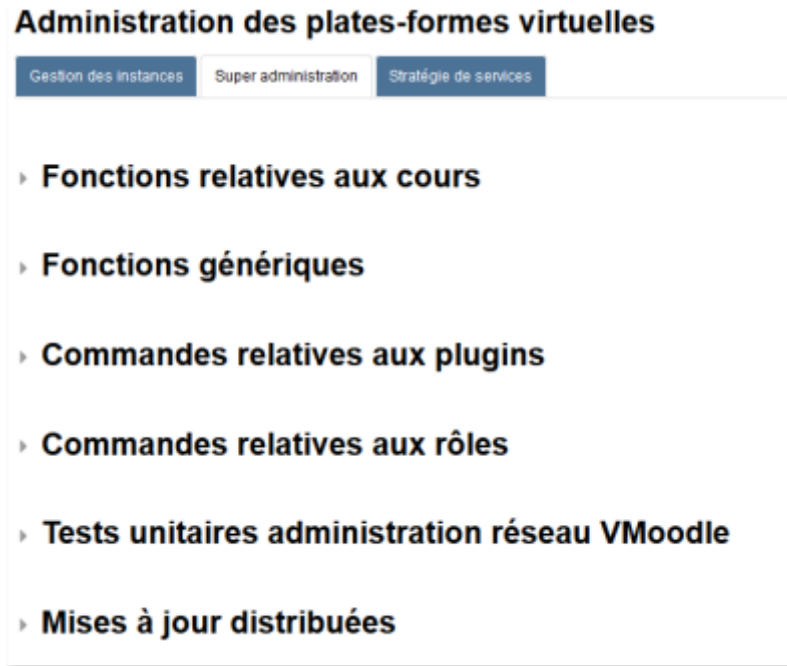 Administration des plates-formes virtuelles
Gestion des instances Super administration Stratégie de services
Fonctions relatives aux cours
Fonctions génériques
Commandes relatives aux plugins
Commandes relatives aux rôles
Tests unitaires administration réseau VMoodle
Mises à jour distribuées